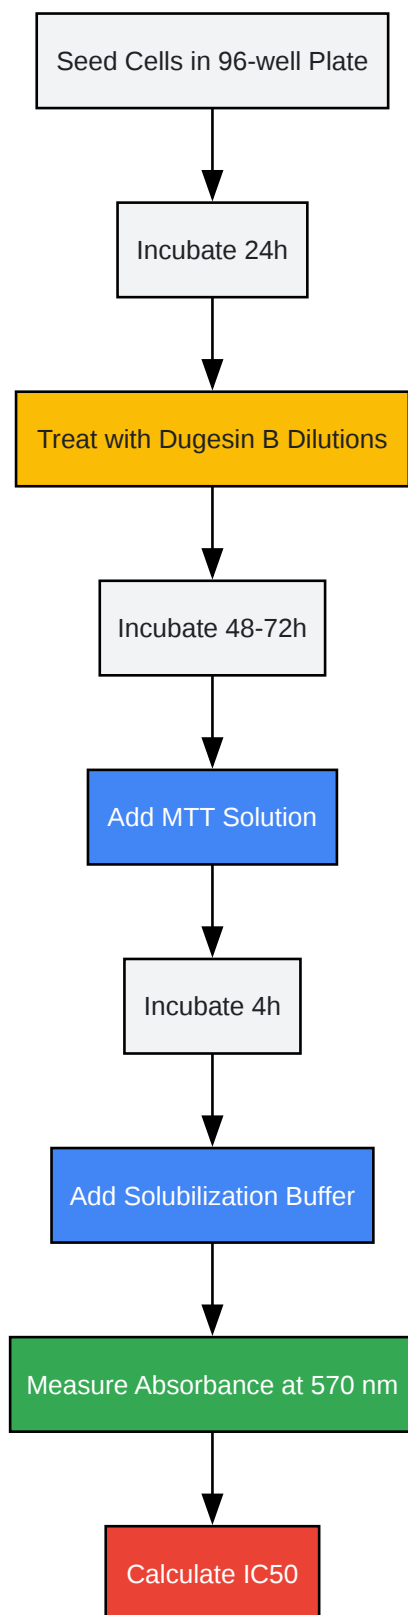 Seed Cells in 96-well Plate
Incubate 24h
Treat with Dugesin B Dilutions
Incubate 48-72h
Add MTT Solution
Incubate 4h
Add Solubilization Buffer
Measure Absorbance at 570 nm
Calculate IC50